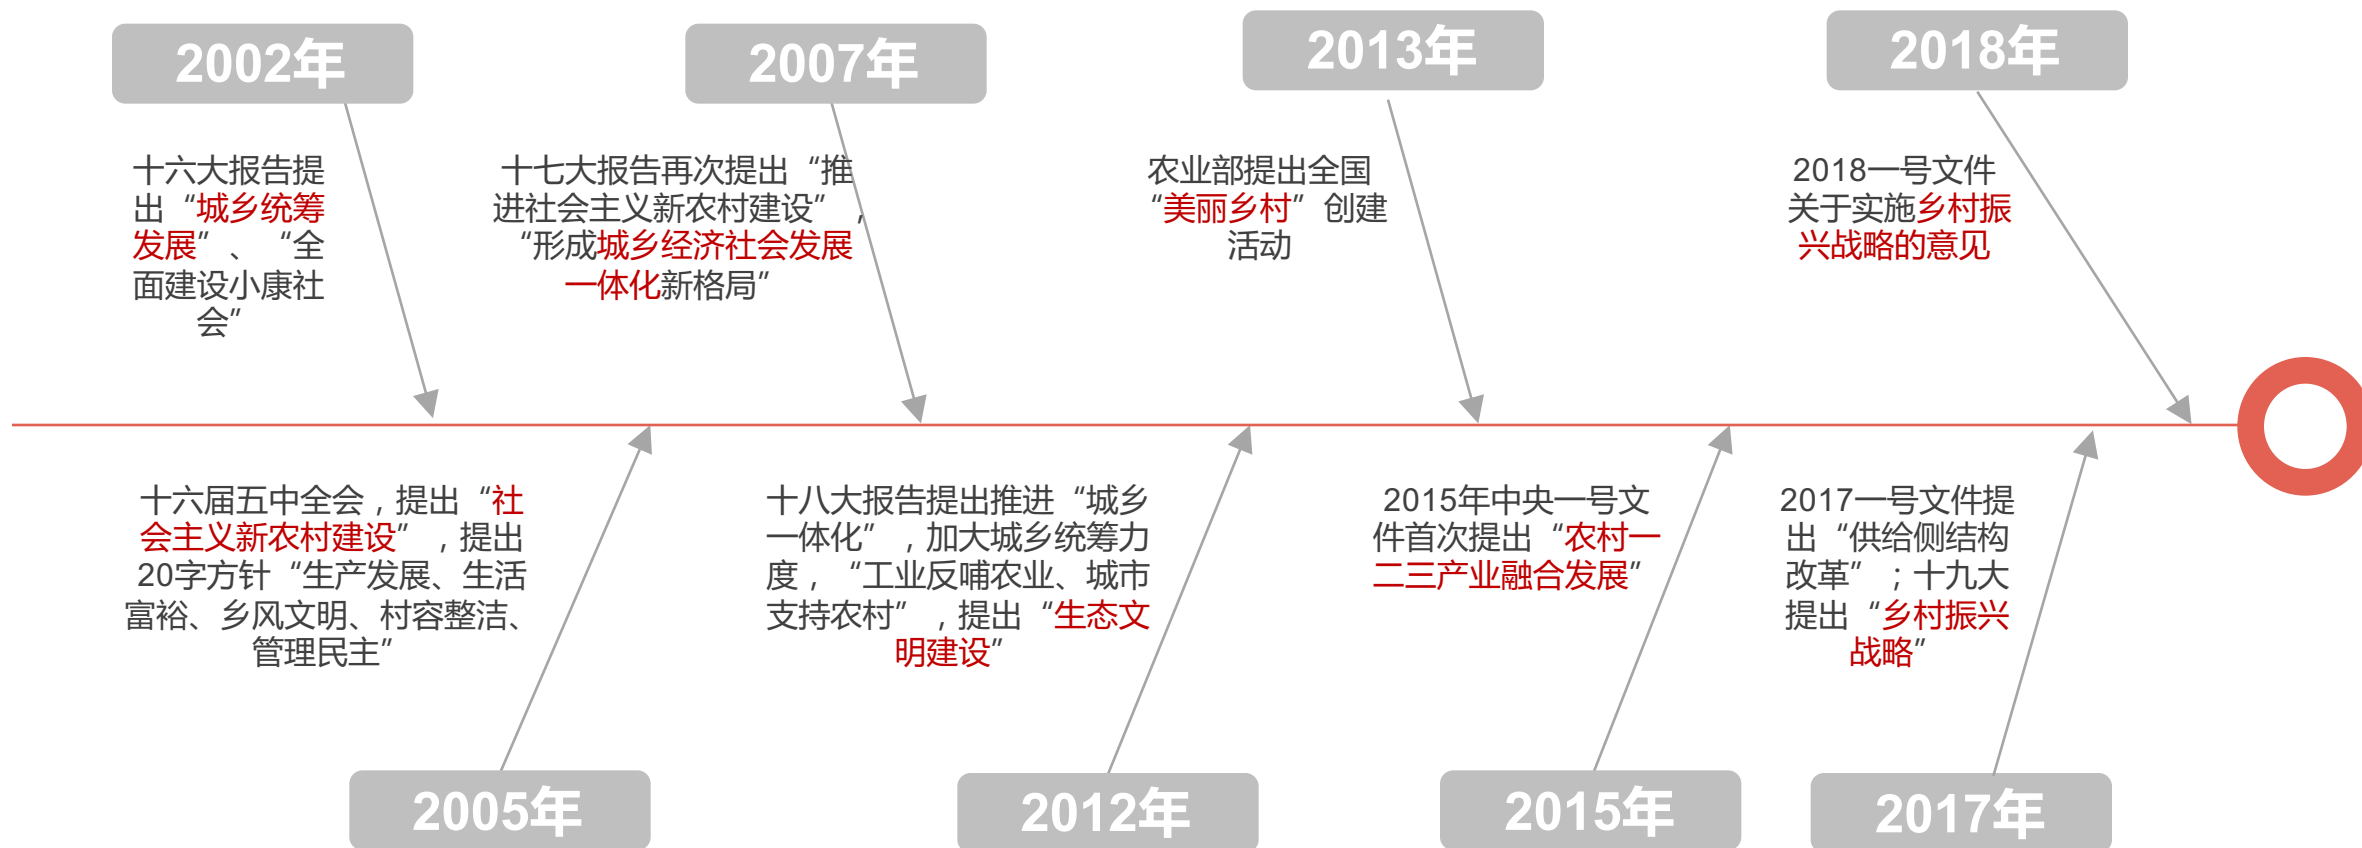 2002年
十六大报告提
出“城乡统筹
发展”、“全
面建设小康社
会”
2007年
十七大报告再次提出“推
进社会主义新农村建设”，
“形成城乡经济社会发展
一体化新格局”
2013年
农业部提出全国
“美丽乡村”创建
活动
2018年
2018一号文件
关于实施乡村振
兴战略的意见
十六届五中全会，提出“社
会主义新农村建设”，提出
20字方针“生产发展、生活
富裕、乡风文明、村容整洁、
管理民主”
2005年
十八大报告提出推进“城乡
一体化”，加大城乡统筹力
度，“工业反哺农业、城市
支持农村”，提出“生态文
明建设”
2012年
2015年中央一号文
件首次提出“农村一
二三产业融合发展”
2015年
2017一号文件提
出“供给侧结构
改革”；十九大
提出“乡村振兴
战略”
2017年